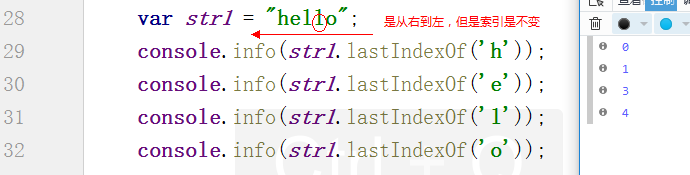 28 var str1 = "hello"; 是从右到左，但是索引是不变
29 console.info(str1.lastIndexOf('h'));
30 console.info(str1.lastIndexOf('e'));
31 console.info(str1.lastIndexOf('l'));
32 console.info(str1.lastIndexOf('o'));
0
1
3
4